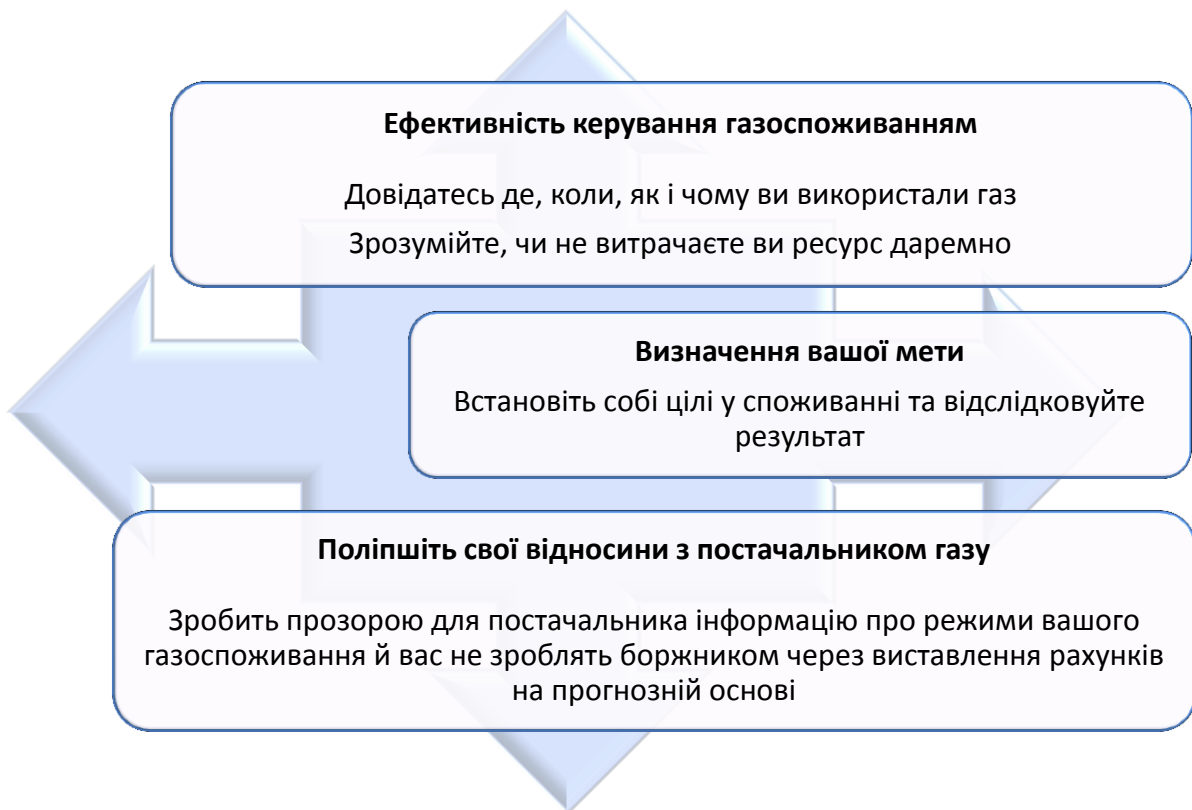 Ефективність керування газоспоживанням
Довідатесь де, коли, як і чому ви використали газ
Зрозумійте, чи не витрачаєте ви ресурс даремно
Визначення вашої мети
Встановіть собі цілі у споживанні та відслідковуйте
результат
Поліпшіть свої відносини з постачальником газу
Зробить прозорою для постачальника інформацію про режими вашого
газоспоживання й вас не зроблять боржником через виставлення рахунків
на прогнозній основі